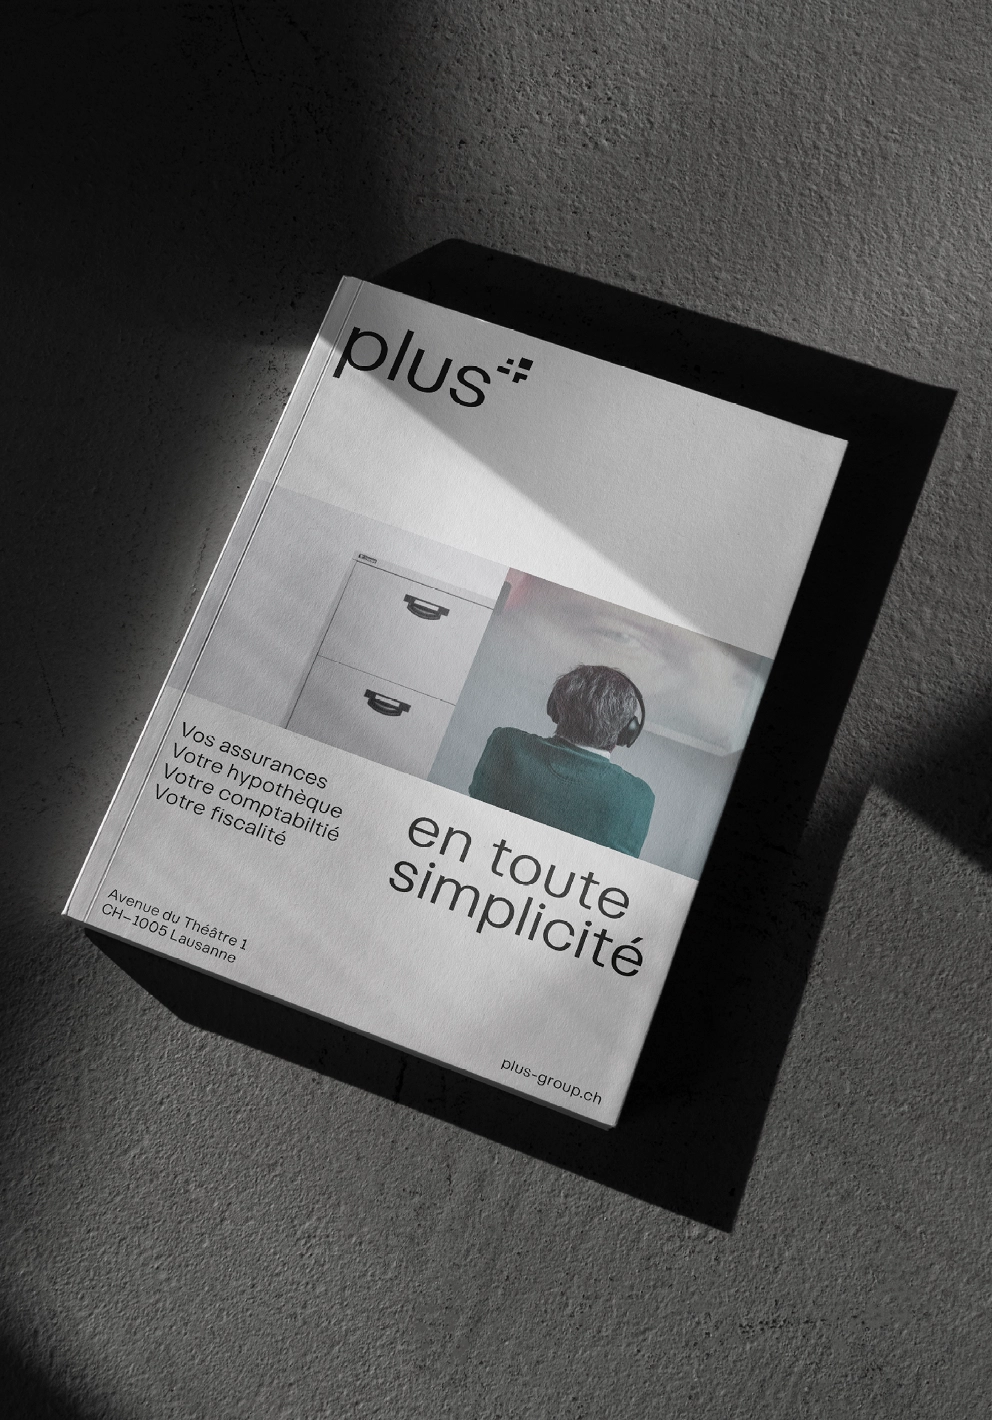 plus
Vos assurances
Votre hypothèque
Votre comptabiltié
Votre fiscalité
en toute
simplicité
Avenue du Théâtre 1
CH–1005 Lausanne
plus-group.ch